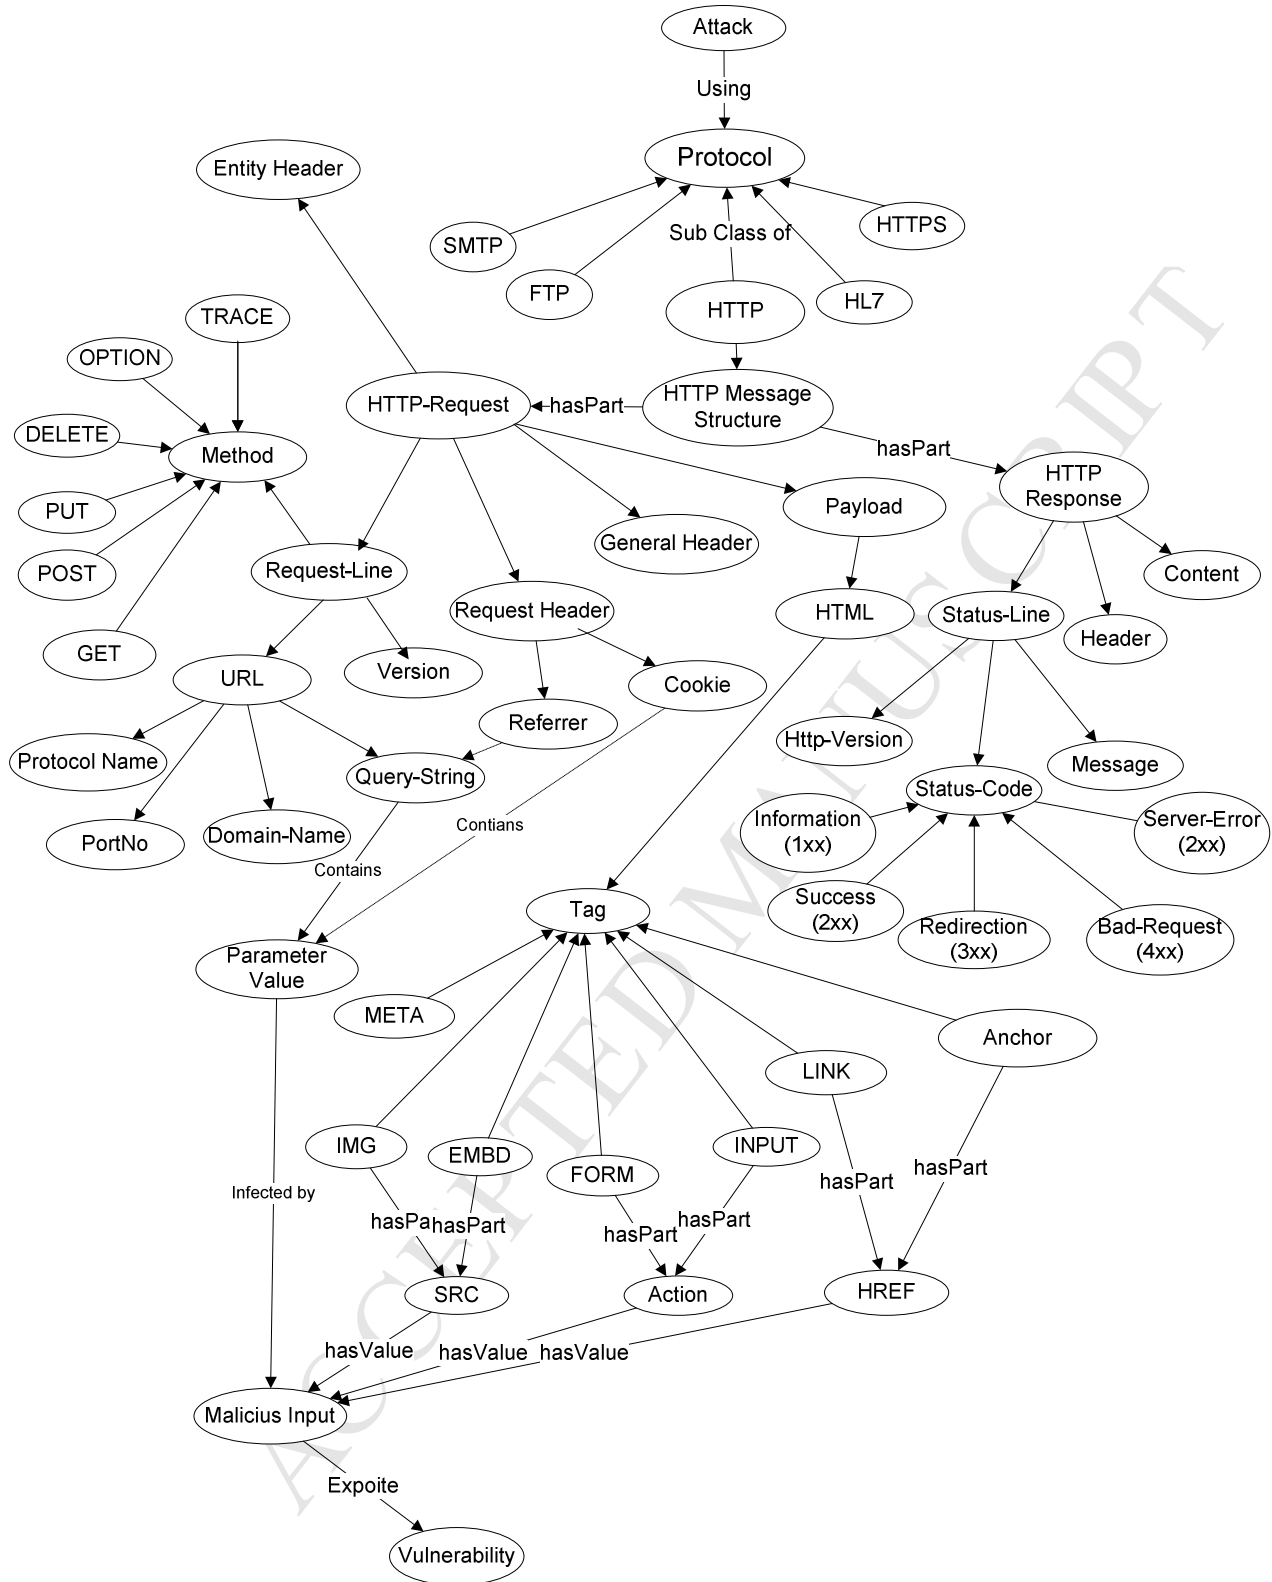 Attack
Using
Protocol
Entity Header
SMTP
Sub Class of
HTTPS
FTP
HTTP
HL7
TRACE
OPTION
HTTP-Request
hasPart
HTTP Message
Structure
DELETE
Method
hasPart
HTTP
Response
PUT
Payload
General Header
POST
Request-Line
Content
Request Header
HTML
Status-Line
Header
GET
URL
Version
Cookie
Referrer
Protocol Name
Query-String
Http-Version
Message
Status-Code
PortNo
Domain-Name
Contians
Information
(1xx)
Server-Error
(2xx)
Contains
Success
(2xx)
Tag
Redirection
(3xx)
Bad-Request
(4xx)
Parameter
Value
META
Anchor
LINK
IMG
EMBD
FORM
INPUT
hasPart
hasPart
Infected by
hasPa
hasPart
hasPart
hasPart
SRC
Action
HREF
hasValue
hasValue
hasValue
Malicius Input
Expoite
Vulnerability
ACCEPTED MANUSCRIPT